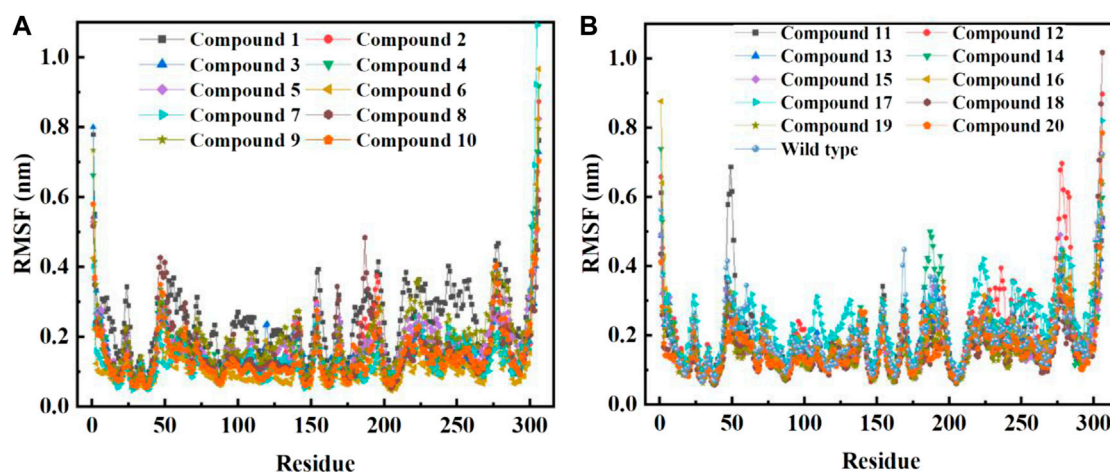 A
Compound 1 Compound 2
Compound 3 Compound 4
Compound 5 Compound 6
Compound 7 Compound 8
Compound 9 Compound 10
RMSF (nm)
1.0
0.8
0.6
0.4
0.2
0.0
0 50 100 150 200 250 300
Residue
B
Compound 11 Compound 12
Compound 13 Compound 14
Compound 15 Compound 16
Compound 17 Compound 18
Compound 19 Compound 20
Wild type
RMSF (nm)
1.0
0.8
0.6
0.4
0.2
0.0
0 50 100 150 200 250 300
Residue